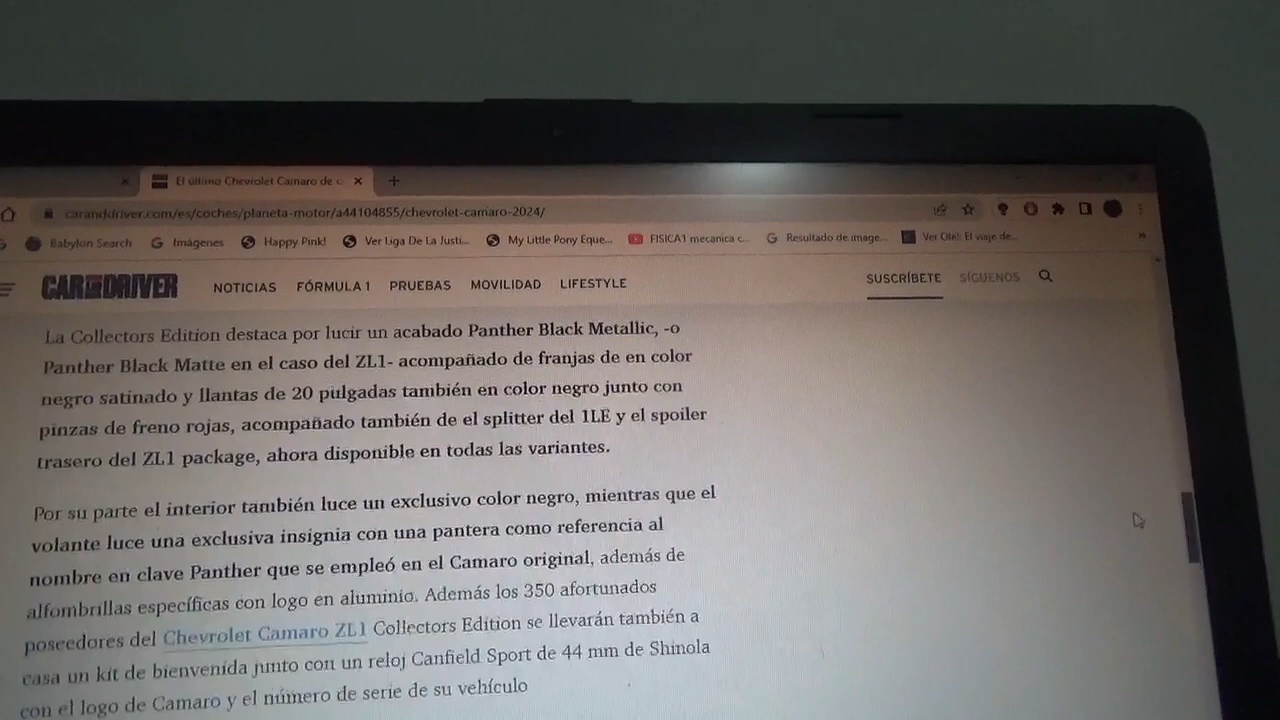 El último Chevrolet Camaro de c
caranddriver.com/es/coches/planeta-motor/a44104855/chevrolet-camaro-2024/
Babylon Search Imágenes Happy Pink! Ver Liga De La Justi... My Little Pony Eque... FISICA1 mecanica c... Resultado de image... Ver Olé!: El viaje de... »
CAR AND DRIVER NOTICIAS FÓRMULA 1 PRUEBAS MOVILIDAD LIFESTYLE SUSCRÍBETE SÍGUENOS
La Collectors Edition destaca por lucir un acabado Panther Black Metallic, -o
Panther Black Matte en el caso del ZL1- acompañado de franjas de en color
negro satinado y llantas de 20 pulgadas también en color negro junto con
pinzas de freno rojas, acompañado también de el splitter del 1LE y el spoiler
trasero del ZL1 package, ahora disponible en todas las variantes.
Por su parte el interior también luce un exclusivo color negro, mientras que el
volante luce una exclusiva insignia con una pantera como referencia al
nombre en clave Panther que se empleó en el Camaro original, además de
alfombrillas específicas con logo en aluminio. Además los 350 afortunados
poseedores del Chevrolet Camaro ZL1 Collectors Edition se llevarán también a
casa un kit de bienvenida junto con un reloj Canfield Sport de 44 mm de Shinola
con el logo de Camaro y el número de serie de su vehículo